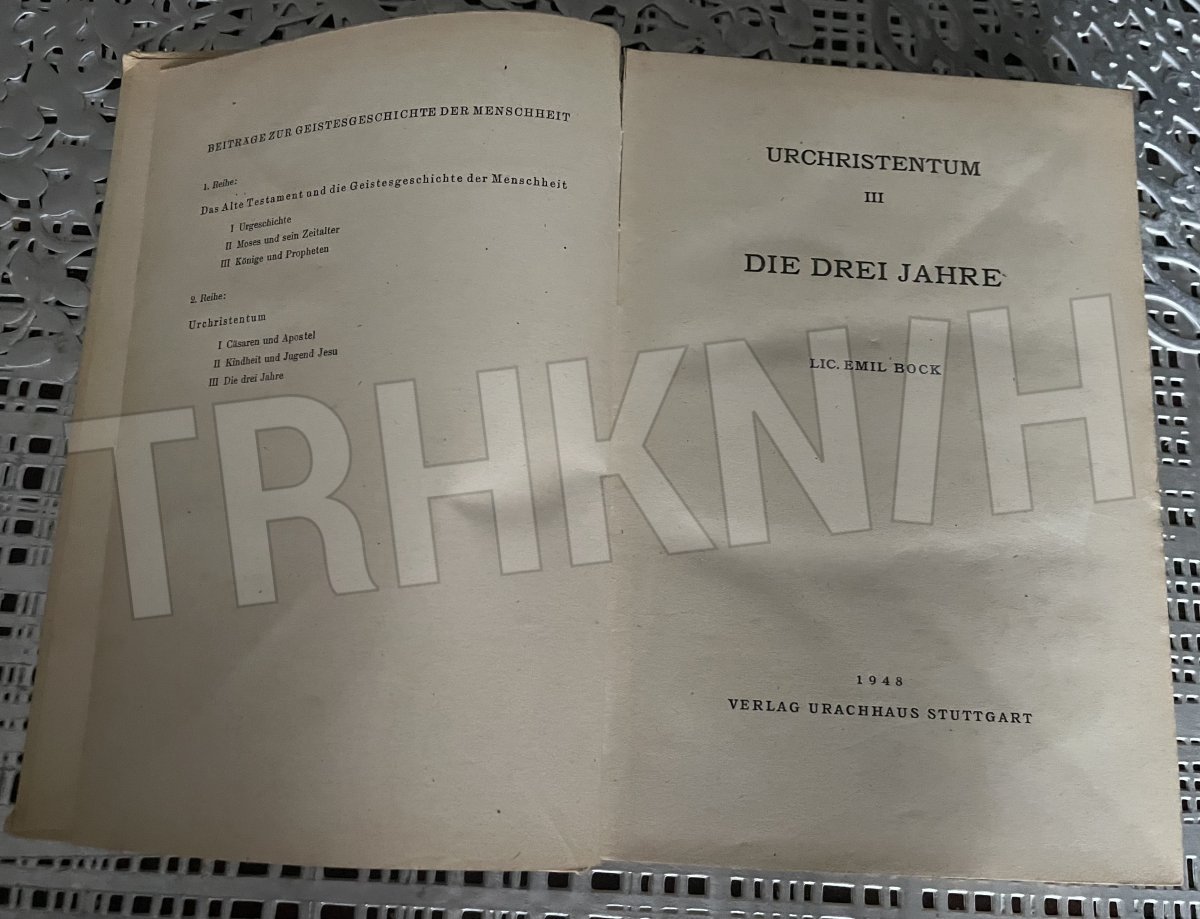 BEITRÄGE ZUR GEISTESGESCHICHTE DER MENSCHHEIT
1. Reihe:
Das Alte Testament und die Geistesgeschichte der Menschheit
I Urgeschichte
II Moses und sein Zeitalter
III Könige und Propheten
2. Reihe:
Urchristentum
I Cäsaren und Apostel
II Kindheit und Jugend Jesu
III Die drei Jahre
URCHRISTENTUM
III
DIE DREI JAHRE
LIC. EMIL BOCK
1948
VERLAG URACHHAUS STUTTGART
TRHKNIH